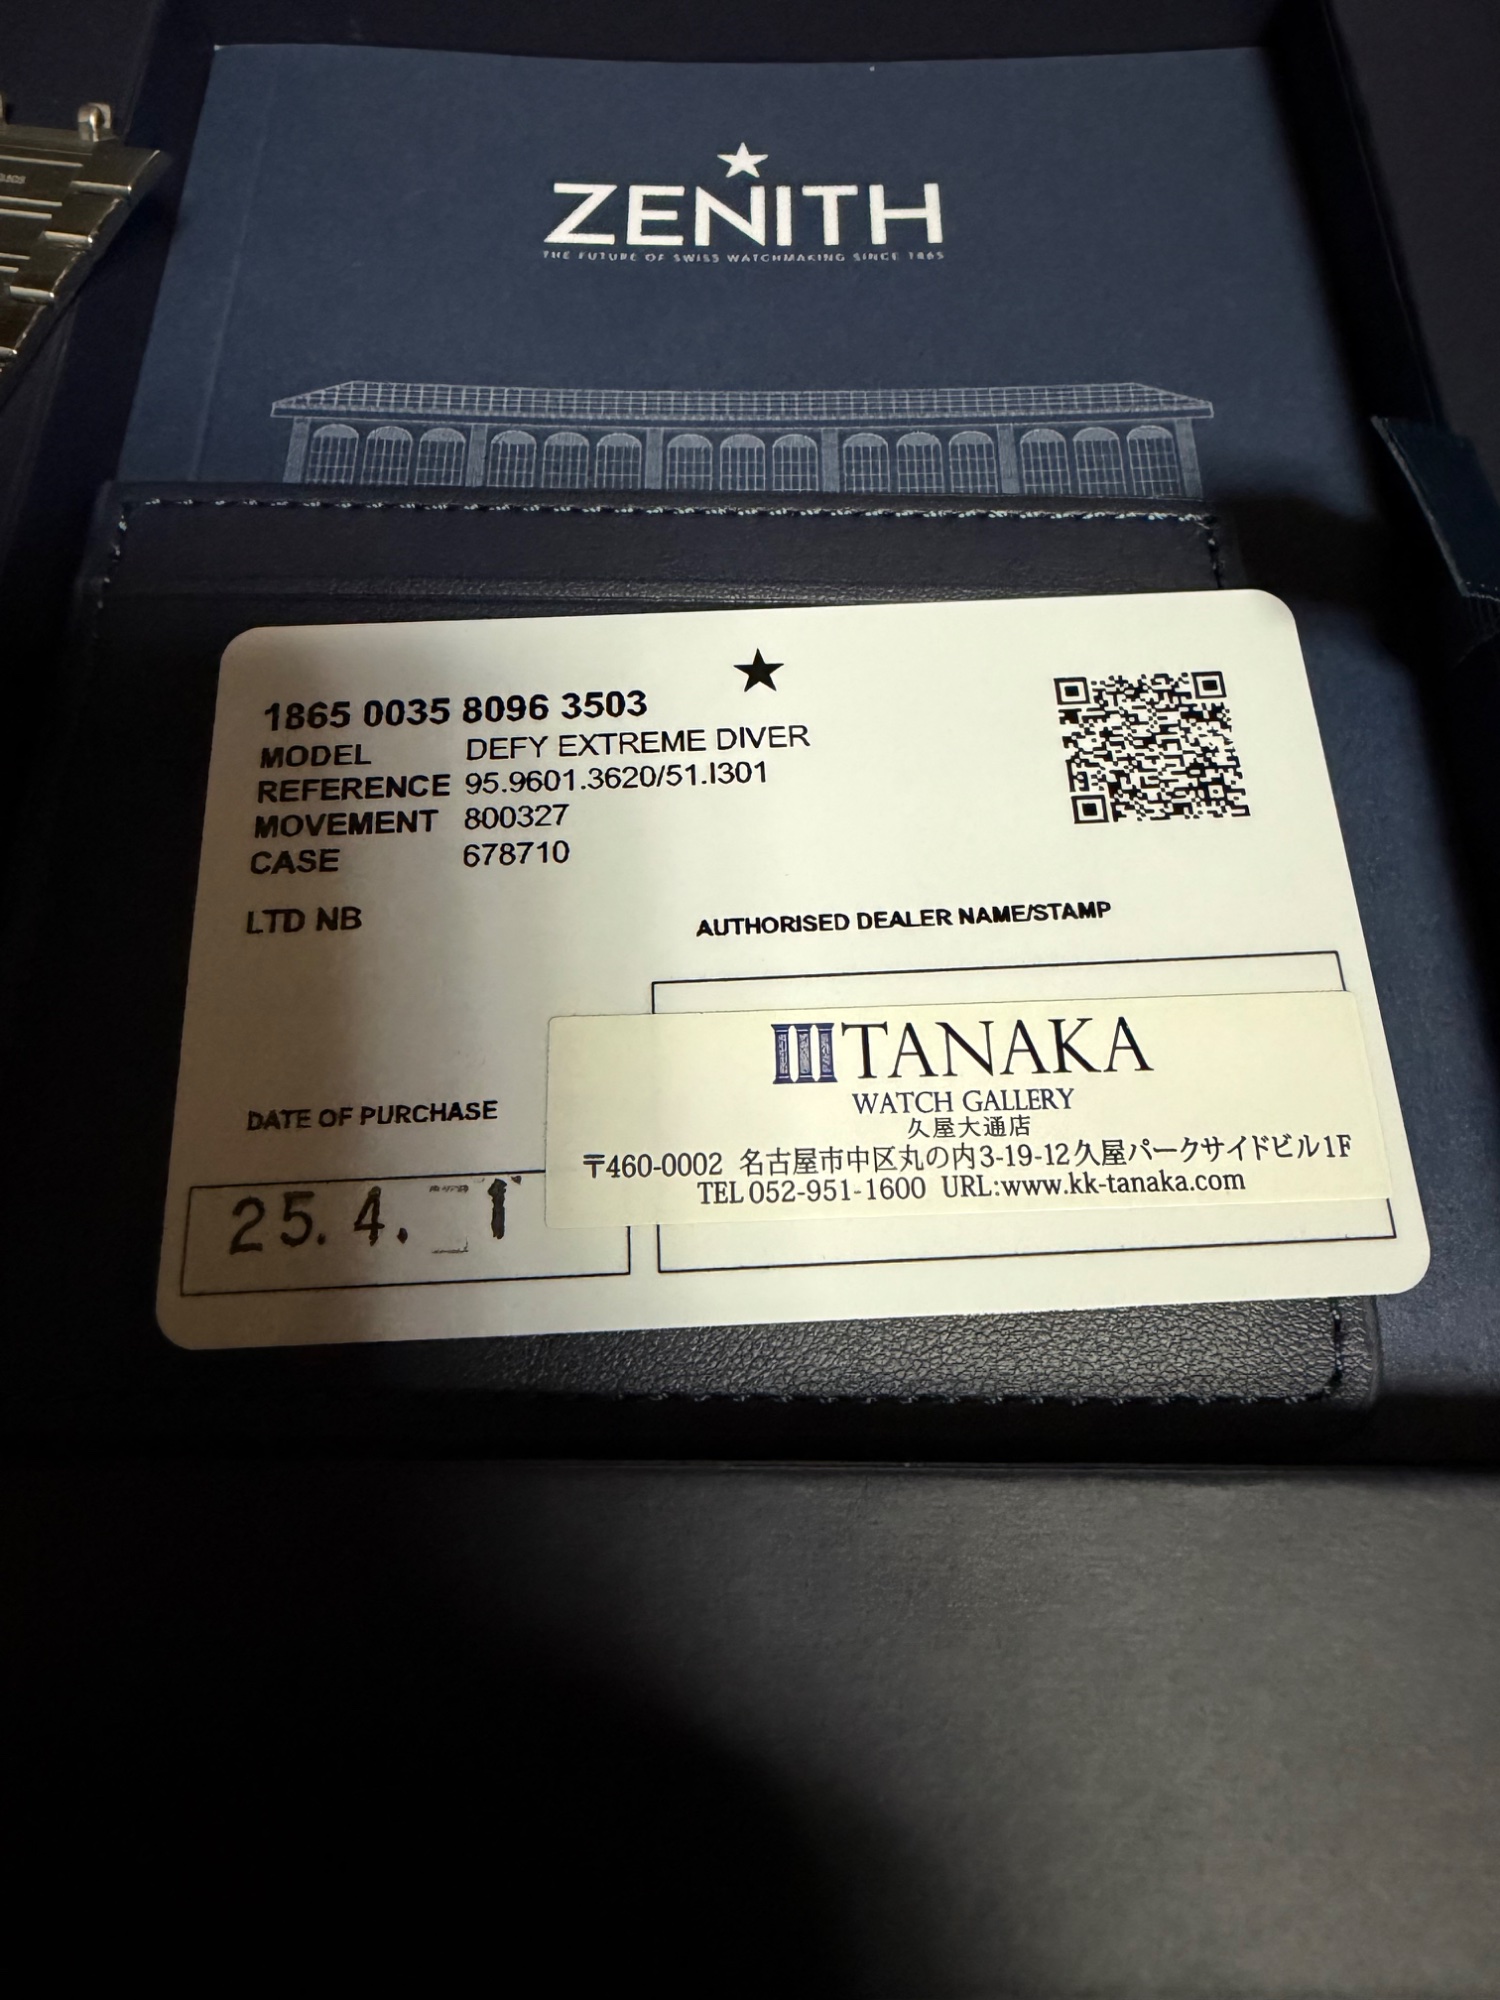 ZENITH
THE FUTURE OF SWISS WATCHMAKING SINCE 1865
1865 0035 8096 3503
MODEL DEFY EXTREME DIVER
REFERENCE 95.9601.3620/51.I301
MOVEMENT 800327
CASE 678710
LTD NB
AUTHORISED DEALER NAME/STAMP
TANAKA
WATCH GALLERY
久屋大通店
〒460-0002 名古屋市中区丸の内3-19-12久屋パークサイドビル1F
TEL 052-951-1600 URL:www.kk-tanaka.com
DATE OF PURCHASE
25.4. 1